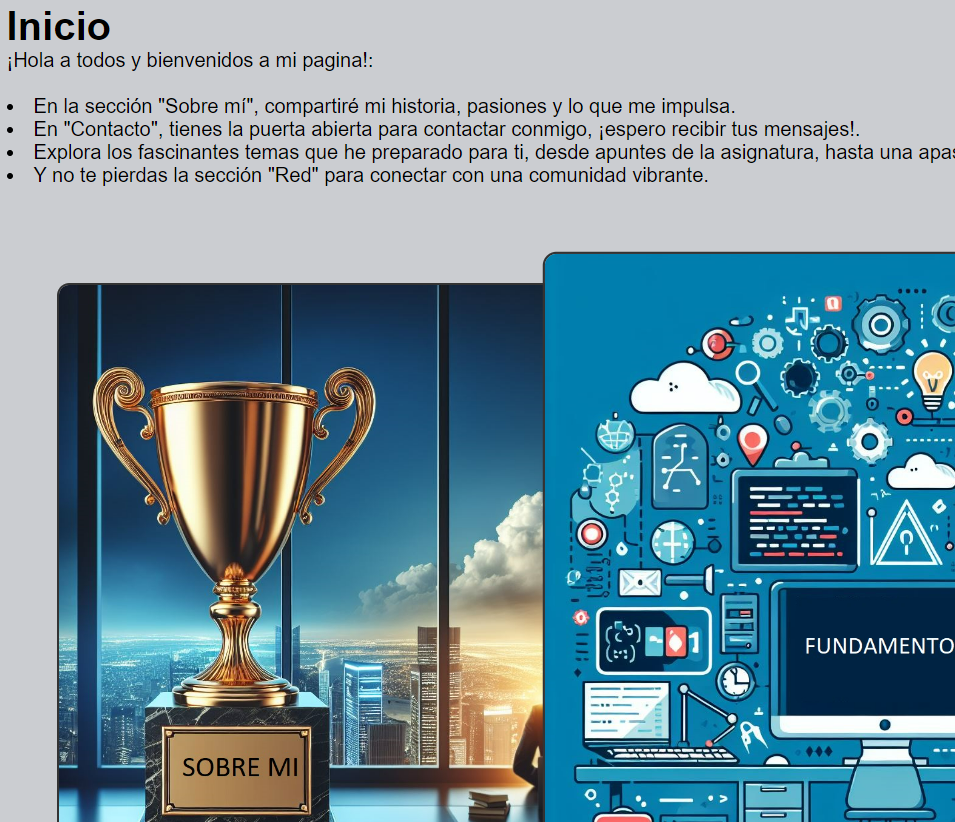 Inicio
¡Hola a todos y bienvenidos a mi pagina!:
• En la sección "Sobre mí", compartiré mi historia, pasiones y lo que me impulsa.
• En "Contacto", tienes la puerta abierta para contactar conmigo, ¡espero recibir tus mensajes!.
• Explora los fascinantes temas que he preparado para ti, desde apuntes de la asignatura, hasta una apas
• Y no te pierdas la sección "Red" para conectar con una comunidad vibrante.
FUNDAMENTO
SOBRE MI